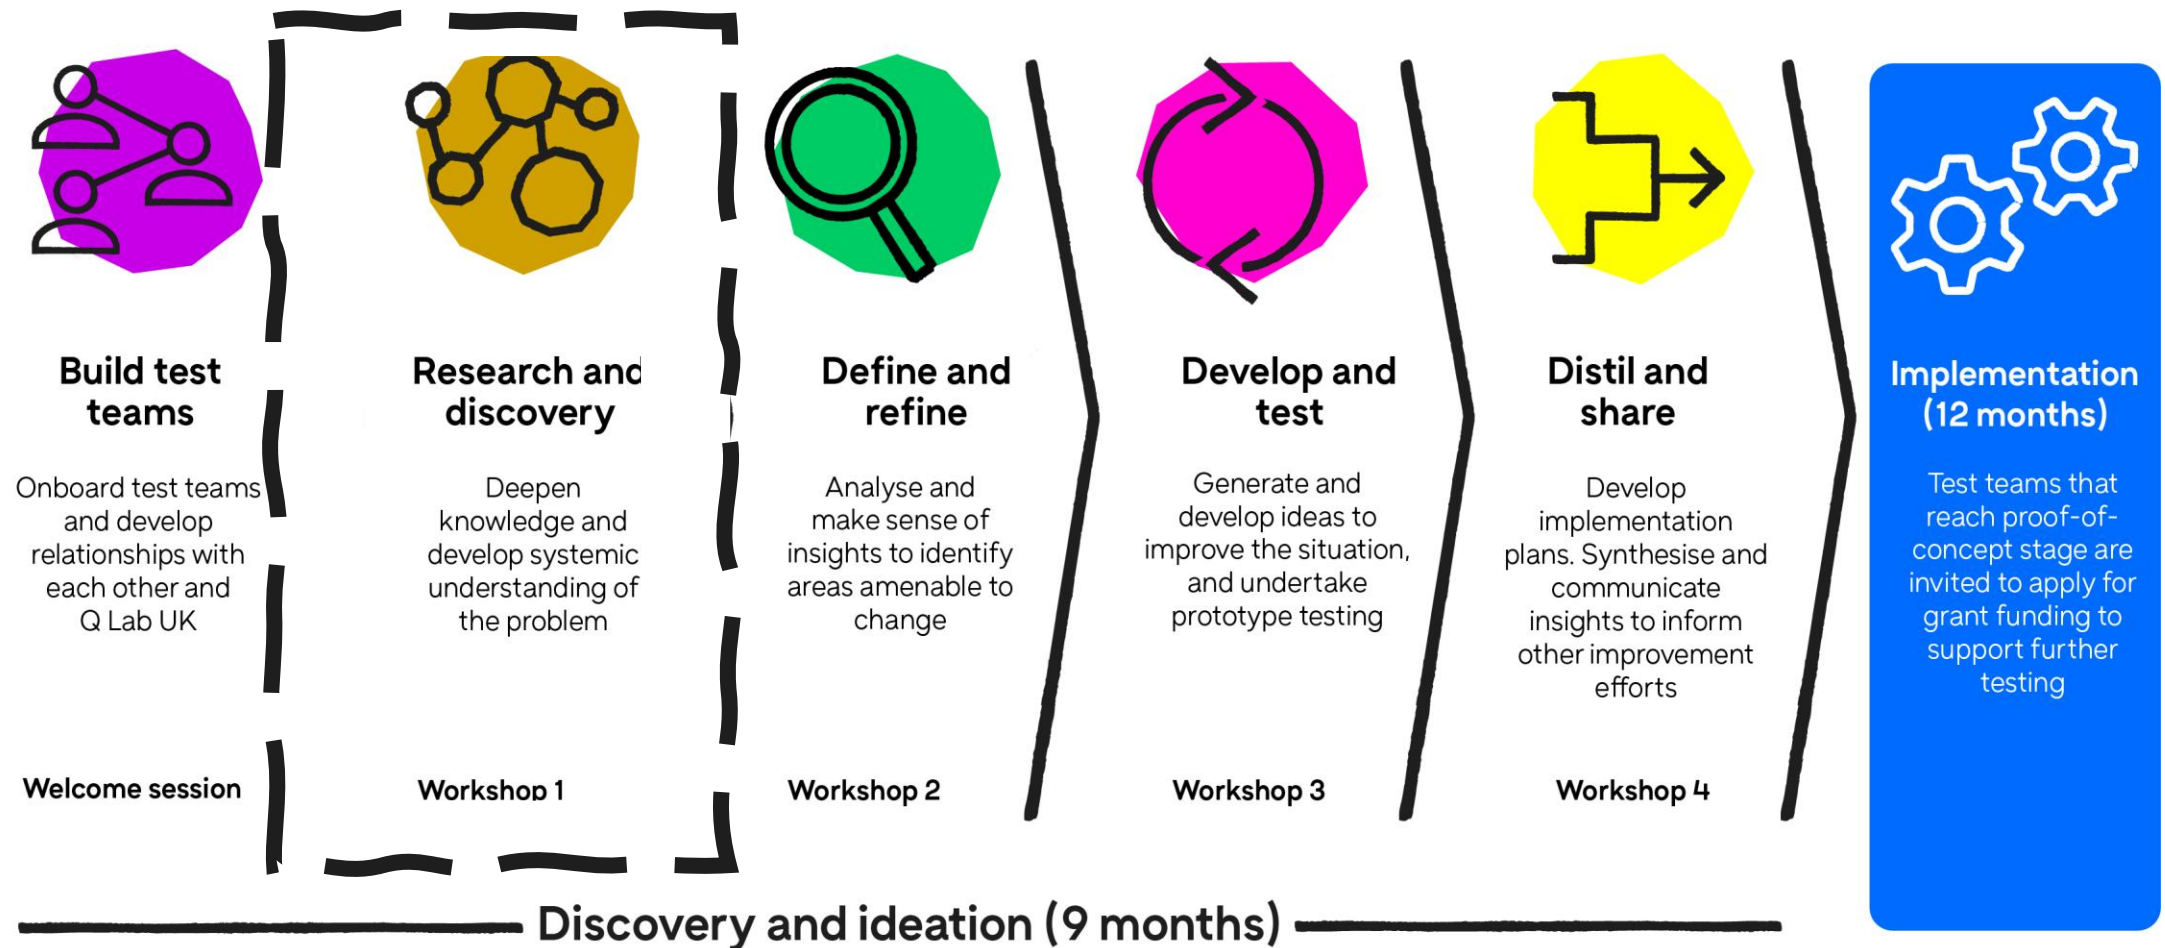 Build test
teams
Onboard test teams
and develop
relationships with
each other and
Q Lab UK
Welcome session
Research and
discovery
Deepen
knowledge and
develop systemic
understanding of
the problem
Workshop 1
Define and
refine
Analyse and
make sense of
insights to identify
areas amenable to
change
Workshop 2
Develop and
test
Generate and
develop ideas to
improve the situation,
and undertake
prototype testing
Workshop 3
Distil and
share
Develop
implementation
plans. Synthesise and
communicate
insights to inform
other improvement
efforts
Workshop 4
Implementation
(12 months)
Test teams that
reach proof-of-
concept stage are
invited to apply for
grant funding to
support further
testing
Discovery and ideation (9 months)